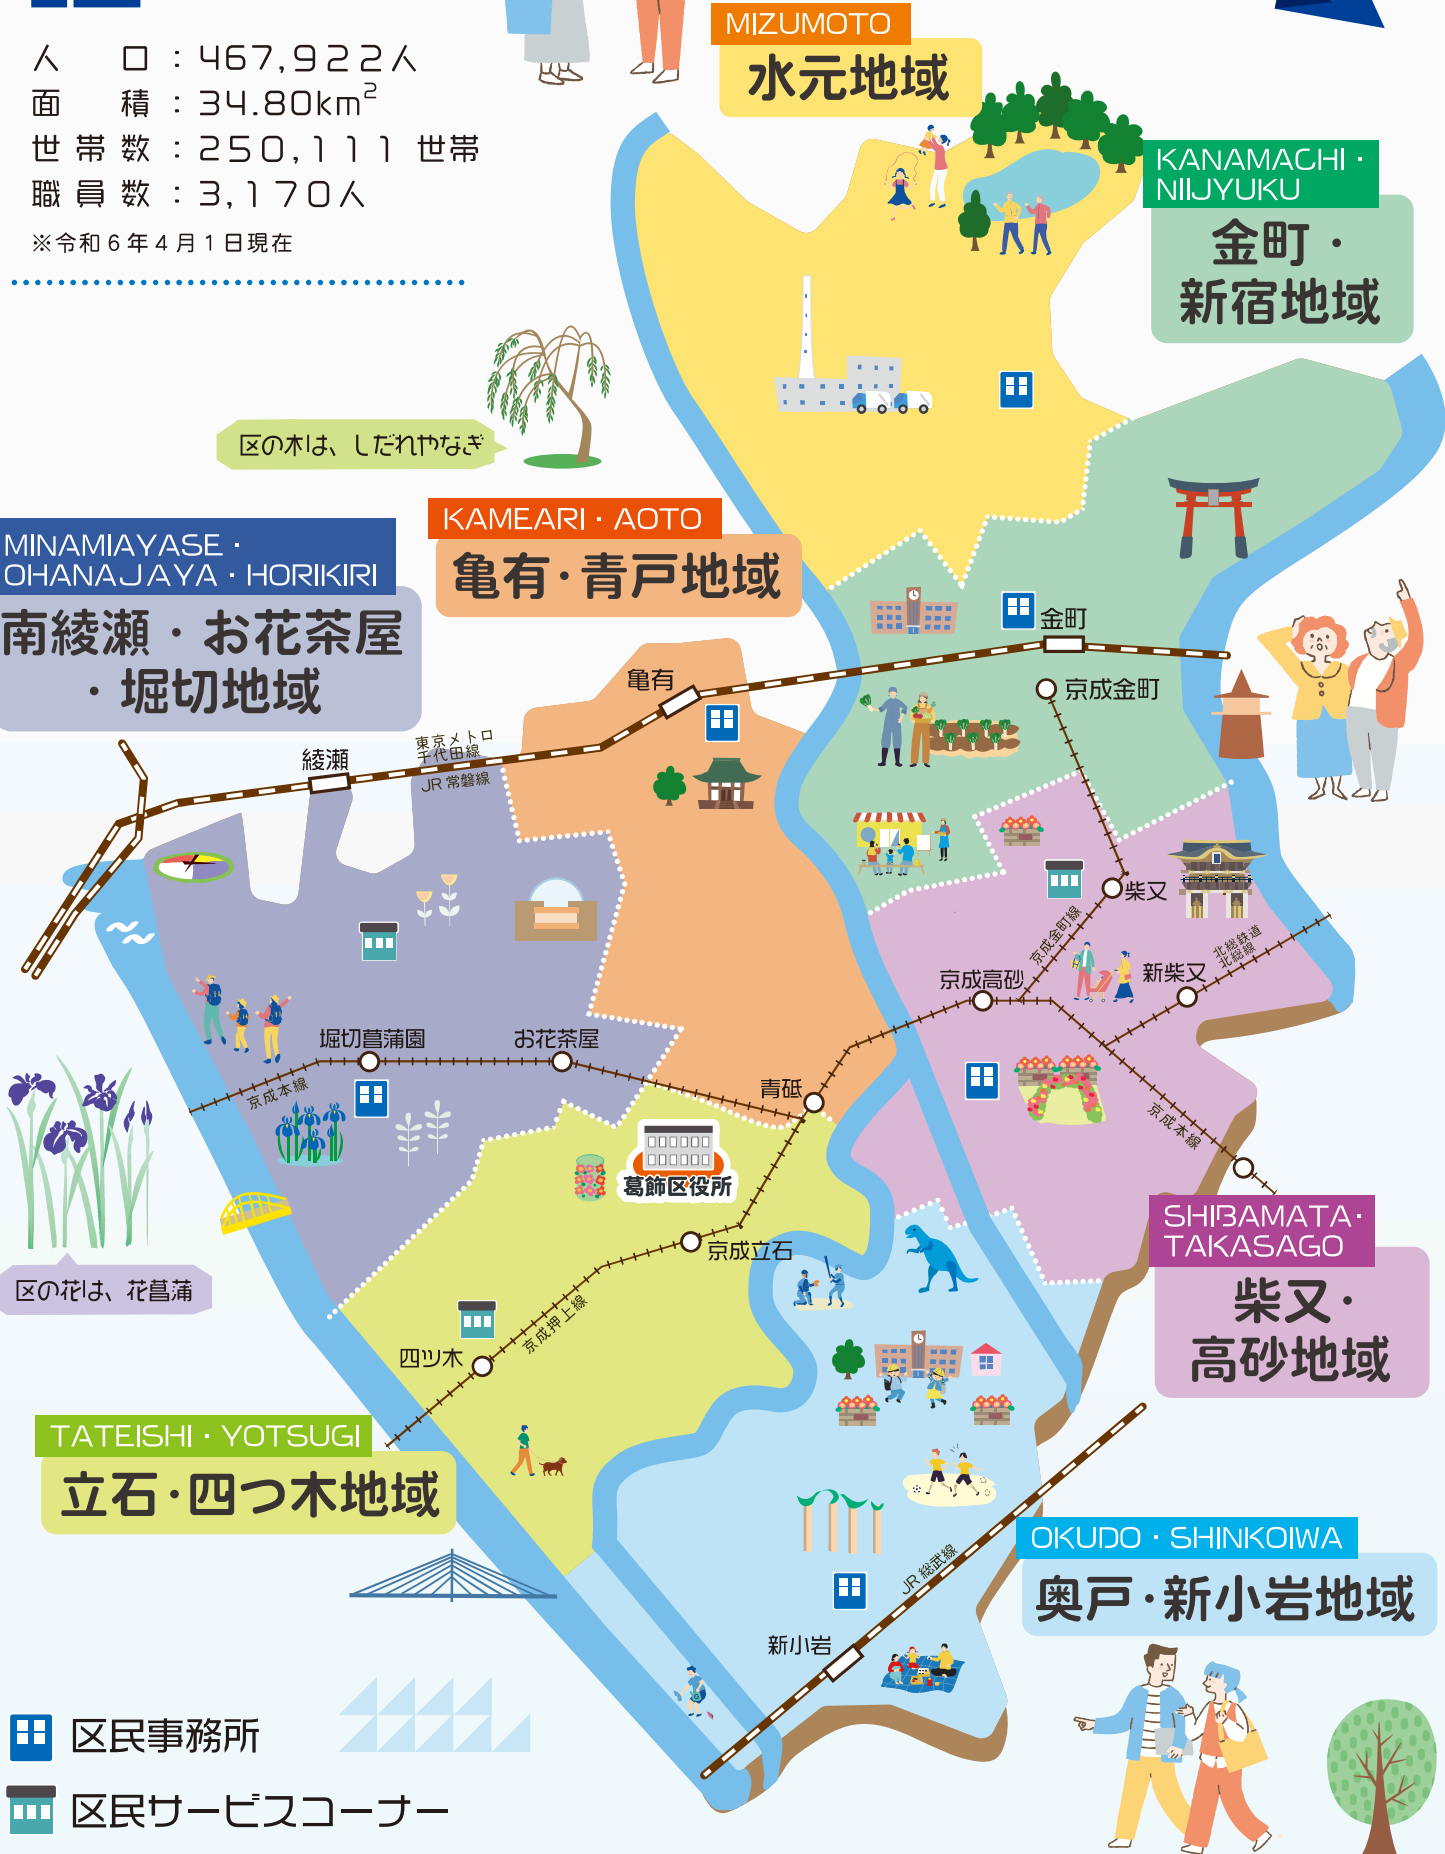 人口：467,922人
面積：34.80km²
世帯数：250,111世帯
職員数：3,170人
※令和6年4月1日現在
MIZUMOTO
水元地域
KANAMACHI・
NIIJYUKU
金町・
新宿地域
区の木は、しだれやなぎ
KAMEARI・AOTO
亀有・青戸地域
MINAMIAYASE・
OHANAJAYA・HORIKIRI
南綾瀬・お花茶屋
・堀切地域
金町
京成金町
亀有
綾瀬
東京メトロ
千代田線
JR常磐線
柴又
京成金町線
北総鉄道
北総線
京成高砂
新柴又
堀切菖蒲園
お花茶屋
京成本線
青砥
京成本線
葛飾区役所
京成立石
SHIBAMATA・
TAKASAGO
柴又・
高砂地域
区の花は、花菖蒲
京成押上線
四ツ木
TATEISHI・YOTSUGI
立石・四つ木地域
OKUDO・SHINKOIWA
奥戸・新小岩地域
JR総武線
新小岩
区民事務所
区民サービスコーナー